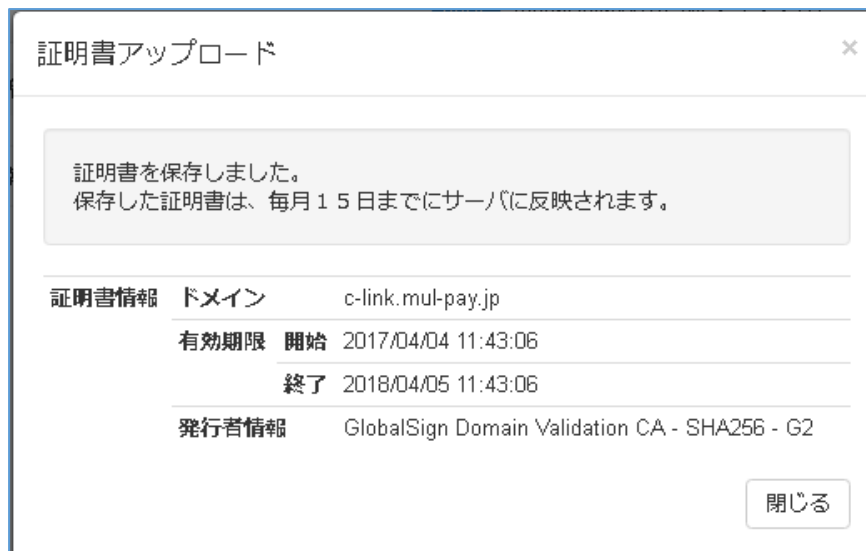 証明書アップロード
×
証明書を保存しました。
保存した証明書は、毎月１５日までにサーバに反映されます。
証明書情報 ドメイン c-link.mul-pay.jp
有効期限 開始 2017/04/04 11:43:06
終了 2018/04/05 11:43:06
発行者情報 GlobalSign Domain Validation CA - SHA256 - G2
閉じる